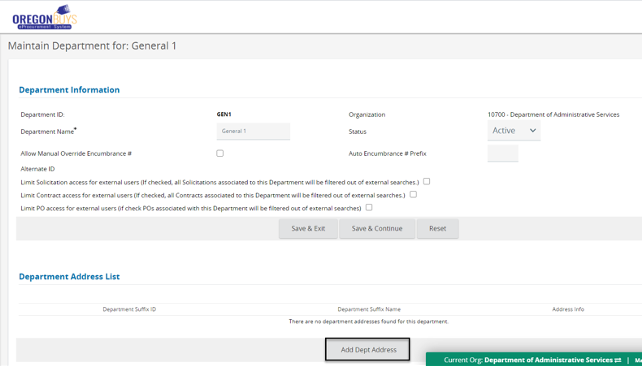 OREGONBUYS
eProcurement System
Maintain Department for: General 1
Department Information
Department ID: GEN1 Organization 10700 - Department of Administrative Services
Department Name* General 1 Status Active
Allow Manual Override Encumbrance # Auto Encumbrance # Prefix
Alternate ID
Limit Solicitation access for external users (If checked, all Solicitations associated to this Department will be filtered out of external searches.)
Limit Contract access for external users (If checked, all Contracts associated to this Department will be filtered out of external searches.)
Limit PO access for external users (if check POs associated with this Department will be filtered out of external searches)
Save & Exit Save & Continue Reset
Department Address List
Department Suffix ID Department Suffix Name Address Info
There are no department addresses found for this department.
Add Dept Address
Current Org: Department of Administrative Services ⇄ | Ma